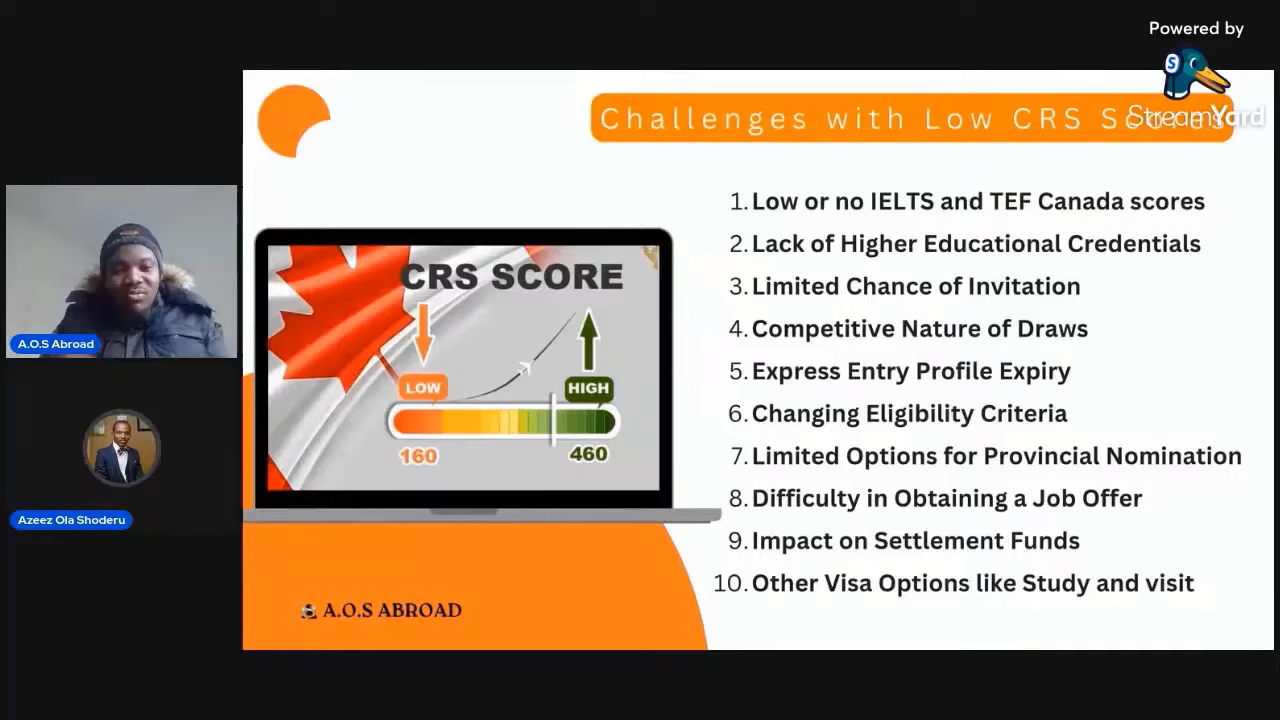 Powered by
StreamYard
Challenges with Low CRS Scores
1. Low or no IELTS and TEF Canada scores
2. Lack of Higher Educational Credentials
3. Limited Chance of Invitation
4. Competitive Nature of Draws
5. Express Entry Profile Expiry
6. Changing Eligibility Criteria
7. Limited Options for Provincial Nomination
8. Difficulty in Obtaining a Job Offer
9. Impact on Settlement Funds
10. Other Visa Options like Study and visit
CRS SCORE
LOW
HIGH
160
460
A.O.S ABROAD
A.O.S Abroad
Azeez Ola Shoderu